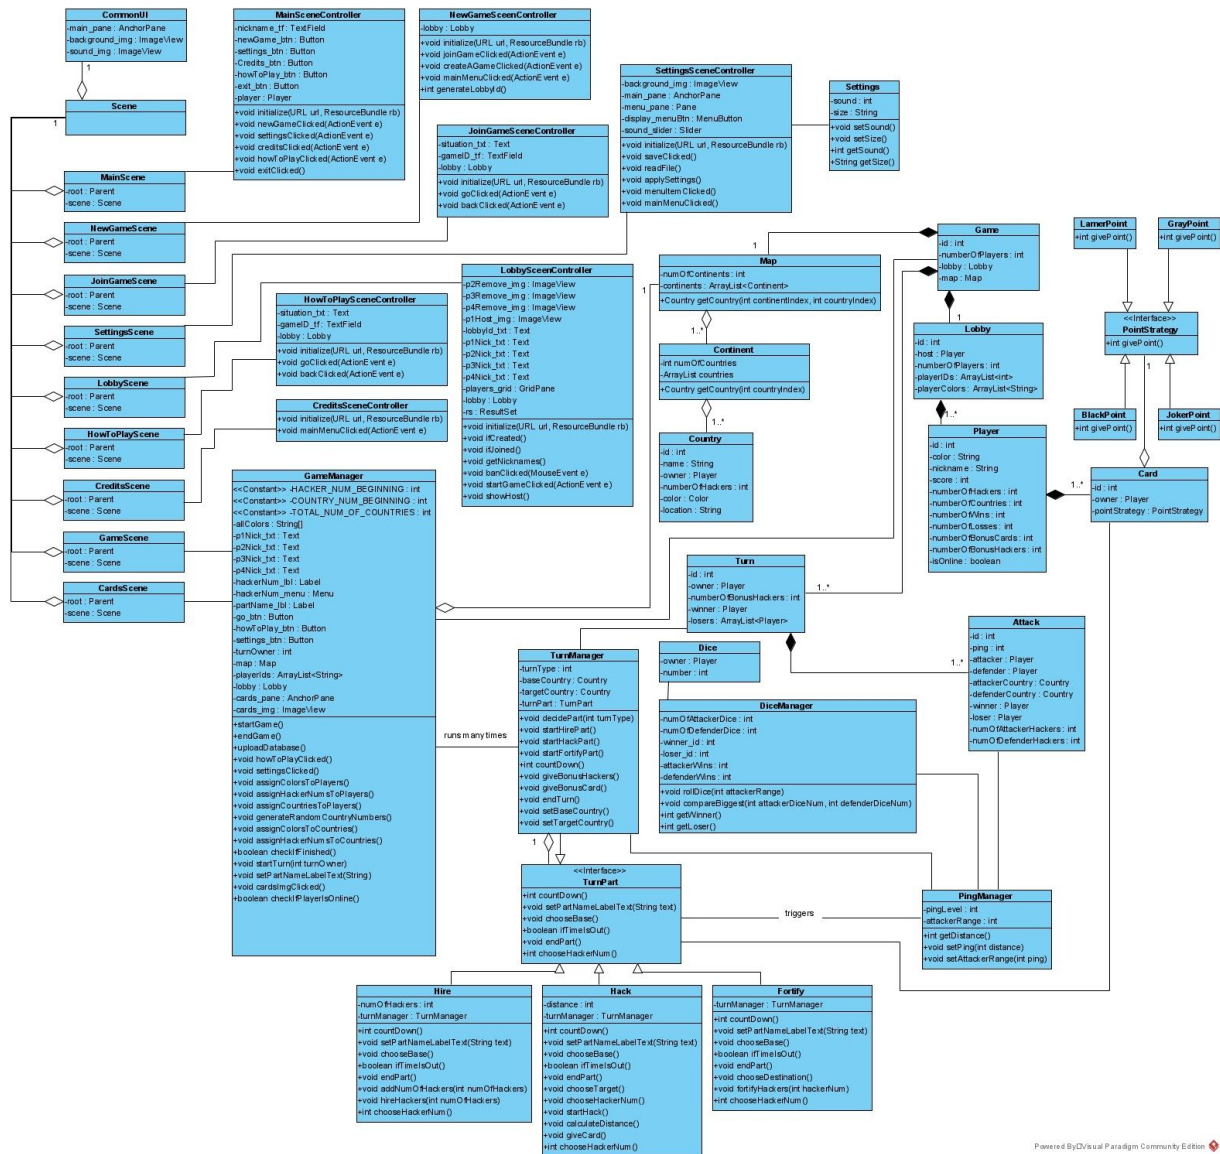 CommonUI
-main_pane : AnchorPane
-background_img : ImageView
-sound_img : ImageView
1
Scene
1
MainSceneController
-nickname_tf : TextField
-newGame_btn : Button
-settings_btn : Button
-Credits_btn : Button
-howToPlay_btn : Button
-exit_btn : Button
-player : Player
+void initialize(URL url, ResourceBundle rb)
+void newGameClicked(ActionEvent e)
+void settingsClicked(ActionEvent e)
+void creditsClicked(ActionEvent e)
+void howToPlayClicked(ActionEvent e)
+void exitClicked()
NewGameSceenController
-lobby : Lobby
+void initialize(URL url, ResourceBundle rb)
+void joinGameClicked(ActionEvent e)
+void createAGameClicked(ActionEvent e)
+void mainMenuClicked(ActionEvent e)
+int generateLobbyId()
JoinGameSceneController
-situation_txt : Text
-gameID_tf : TextField
-lobby : Lobby
+void initialize(URL url, ResourceBundle rb)
+void goClicked(ActionEvent e)
+void backClicked(ActionEvent e)
SettingsSceneController
-background_img : ImageView
-main_pane : AnchorPane
-menu_pane : Pane
-display_menuBtn : MenuButton
-sound_slider : Slider
+void initialize(URL url, ResourceBundle rb)
+void saveClicked()
+void readFile()
+void applySettings()
+void menuItemClicked()
+void mainMenuClicked()
Settings
-sound : int
-size : String
+void setSound()
+void setSize()
+int getSound()
+String getSize()
MainScene
-root : Parent
-scene : Scene
NewGameScene
-root : Parent
-scene : Scene
JoinGameScene
-root : Parent
-scene : Scene
SettingsScene
-root : Parent
-scene : Scene
LobbyScene
-root : Parent
-scene : Scene
HowToPlayScene
-root : Parent
-scene : Scene
CreditsScene
-root : Parent
-scene : Scene
GameScene
-root : Parent
-scene : Scene
CardsScene
-root : Parent
-scene : Scene
HowToPlaySceneController
-situation_txt : Text
-gameID_tf : TextField
-lobby : Lobby
+void initialize(URL url, ResourceBundle rb)
+void goClicked(ActionEvent e)
+void backClicked(ActionEvent e)
CreditsSceneController
+void initialize(URL url, ResourceBundle rb)
+void mainMenuClicked(ActionEvent e)
LobbySceenController
-p2Remove_img : ImageView
-p3Remove_img : ImageView
-p4Remove_img : ImageView
-p1Host_img : ImageView
-lobbyId_txt : Text
-p1Nick_txt : Text
-p2Nick_txt : Text
-p3Nick_txt : Text
-p4Nick_txt : Text
-players_grid : GridPane
-lobby : Lobby
-rs : ResultSet
+void initialize(URL url, ResourceBundle rb)
+void ifCreated()
+void ifJoined()
+void getNicknames()
+void banClicked(MouseEvent e)
+void startGameClicked(ActionEvent e)
+void showHost()
Map
-numOfContinents : int
-continents : ArrayList<Continent>
+Country getCountry(int continentIndex, int countryIndex)
1
1
1..*
Continent
-int numOfCountries
-ArrayList countries
+Country getCountry(int countryIndex)
1..*
Country
-id : int
-name : String
-owner : Player
-numberOfHackers : int
-color : Color
-location : String
Game
-id : int
-numberOfPlayers : int
-lobby : Lobby
-map : Map
1
Lobby
-id : int
-host : Player
-numberOfPlayers : int
-playerIDs : ArrayList<int>
-playerColors : ArrayList<String>
1..*
Player
-id : int
-color : String
-nickname : String
-score : int
-numberOfHackers : int
-numberOfCountries : int
-numberOfWins : int
-numberOfLosses : int
-numberOfBonusCards : int
-numberOfBonusHackers : int
-isOnline : boolean
LamerPoint
+int givePoint()
GrayPoint
+int givePoint()
<<Interface>>
PointStrategy
+int givePoint()
BlackPoint
+int givePoint()
JokerPoint
+int givePoint()
1
1..*
Card
-id : int
-owner : Player
-pointStrategy : PointStrategy
GameManager
<<Constant>> -HACKER_NUM_BEGINNING : int
<<Constant>> -COUNTRY_NUM_BEGINNING : int
<<Constant>> -TOTAL_NUM_OF_COUNTRIES : int
-allColors : String[]
-p1Nick_txt : Text
-p2Nick_txt : Text
-p3Nick_txt : Text
-p4Nick_txt : Text
-hackerNum_lbl : Label
-hackerNum_menu : Menu
-partName_lbl : Label
-go_btn : Button
-howToPlay_btn : Button
-settings_btn : Button
-turnOwner : int
-map : Map
-playerIds : ArrayList<String>
-lobby : Lobby
-cards_pane : AnchorPane
-cards_img : ImageView
+startGame()
+endGame()
+uploadDatabase()
+void howToPlayClicked()
+void settingsClicked()
+void assignColorsToPlayers()
+void assignHackerNumsToPlayers()
+void assignCountriesToPlayers()
+void generateRandomCountryNumbers()
+void assignColorsToCountries()
+void assignHackerNumsToCountries()
+boolean checkIfFinished()
+void startTurn(int turnOwner)
+void setPartNameLabelText(String)
+void cardsImgClicked()
+boolean checkIfPlayerIsOnline()
runs many times
Turn
-id : int
-owner : Player
-numberOfBonusHackers : int
-winner : Player
-losers : ArrayList<Player>
1..*
1..*
TurnManager
-turnType : int
-baseCountry : Country
-targetCountry : Country
-turnPart : TurnPart
+void decidePart(int turnType)
+void startHirePart()
+void startHackPart()
+void startFortifyPart()
+int countDown()
+void giveBonusHackers()
+void giveBonusCard()
+void endTurn()
+void setBaseCountry()
+void setTargetCountry()
1
Dice
-owner : Player
-number : int
DiceManager
-numOfAttackerDice : int
-numOfDefenderDice : int
-winner_id : int
-loser_id : int
-attackerWins : int
-defenderWins : int
+void rollDice(int attackerRange)
+void compareBiggest(int attackerDiceNum, int defenderDiceNum)
+int getWinner()
+int getLoser()
Attack
-id : int
-ping : int
-attacker : Player
-defender : Player
-attackerCountry : Country
-defenderCountry : Country
-winner : Player
-loser : Player
-numOfAttackerHackers : int
-numOfDefenderHackers : int
<<Interface>>
TurnPart
+int countDown()
+void setPartNameLabelText(String text)
+void chooseBase()
+boolean ifTimeIsOut()
+void endPart()
+int chooseHackerNum()
triggers
PingManager
-pingLevel : int
-attackerRange : int
+int getDistance()
+void setPing(int distance)
+void setAttackerRange(int ping)
Hire
-numOfHackers : int
-turnManager : TurnManager
+int countDown()
+void setPartNameLabelText(String text)
+void chooseBase()
+boolean ifTimeIsOut()
+void endPart()
+void addNumOfHackers(int numOfHackers)
+void hireHackers(int numOfHackers)
+int chooseHackerNum()
Hack
-distance : int
-turnManager : TurnManager
+int countDown()
+void setPartNameLabelText(String text)
+void chooseBase()
+boolean ifTimeIsOut()
+void endPart()
+void chooseTarget()
+void chooseHackerNum()
+void startHack()
+void calculateDistance()
+void giveCard()
+int chooseHackerNum()
Fortify
-turnManager : TurnManager
+int countDown()
+void setPartNameLabelText(String text)
+void chooseBase()
+boolean ifTimeIsOut()
+void endPart()
+void chooseDestination()
+void fortifyHackers(int hackerNum)
+int chooseHackerNum()
Powered By□Visual Paradigm Community Edition